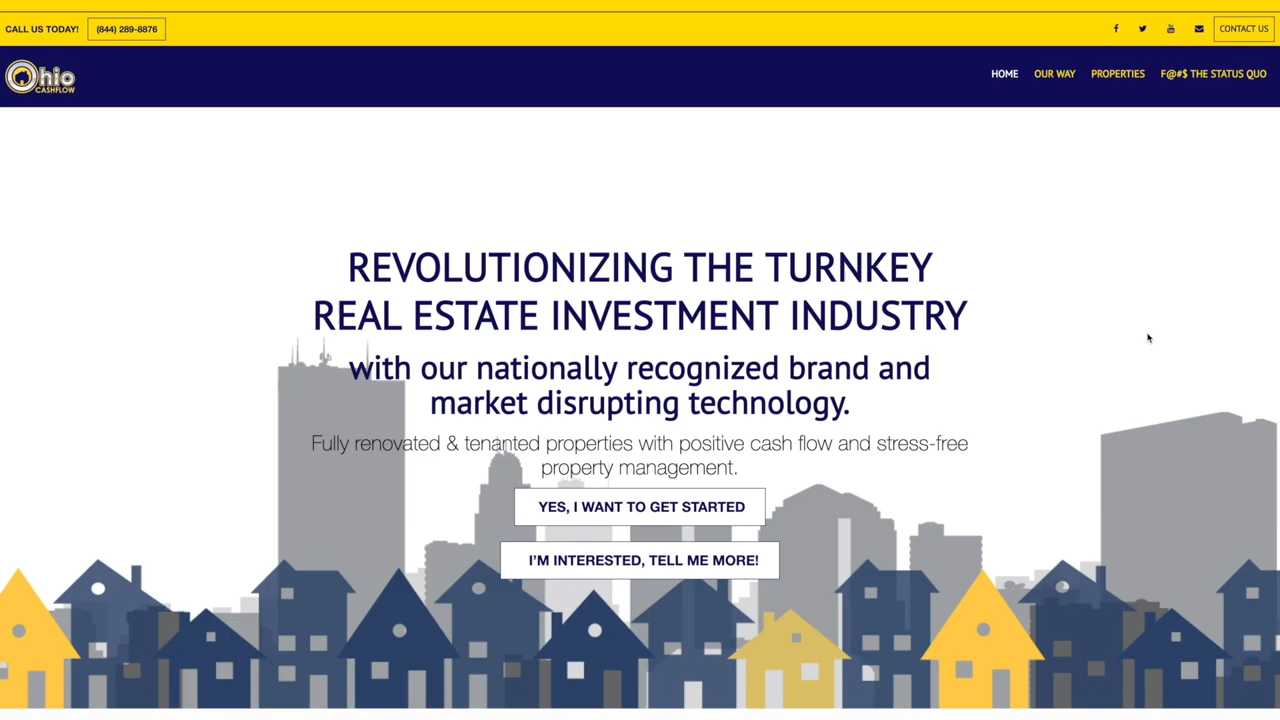 CALL US TODAY! (844) 289-8876 CONTACT US
Ohio CASHFLOW
HOME OUR WAY PROPERTIES F@#$ THE STATUS QUO
REVOLUTIONIZING THE TURNKEY
REAL ESTATE INVESTMENT INDUSTRY
with our nationally recognized brand and
market disrupting technology.
Fully renovated & tenanted properties with positive cash flow and stress-free
property management.
YES, I WANT TO GET STARTED
I'M INTERESTED, TELL ME MORE!